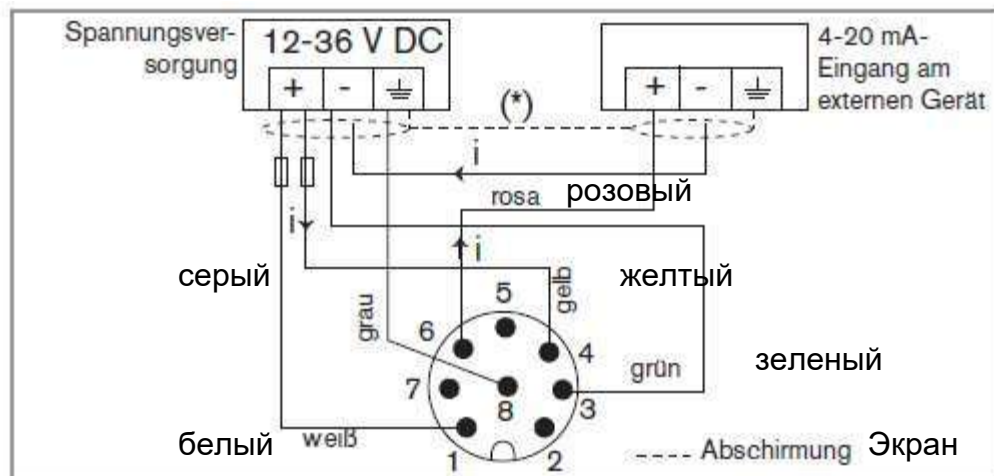 Spannungsver-
sorgung
12-36 V DC
+ -
4-20 mA-
Eingang am
externen Gerät
+ -
(*)
i
rosa розовый
i
i
серый
желтый
grau
gelb
5
6
4
зеленый
grün
7
8
3
белый
weiß
1
2
Abschirmung Экран